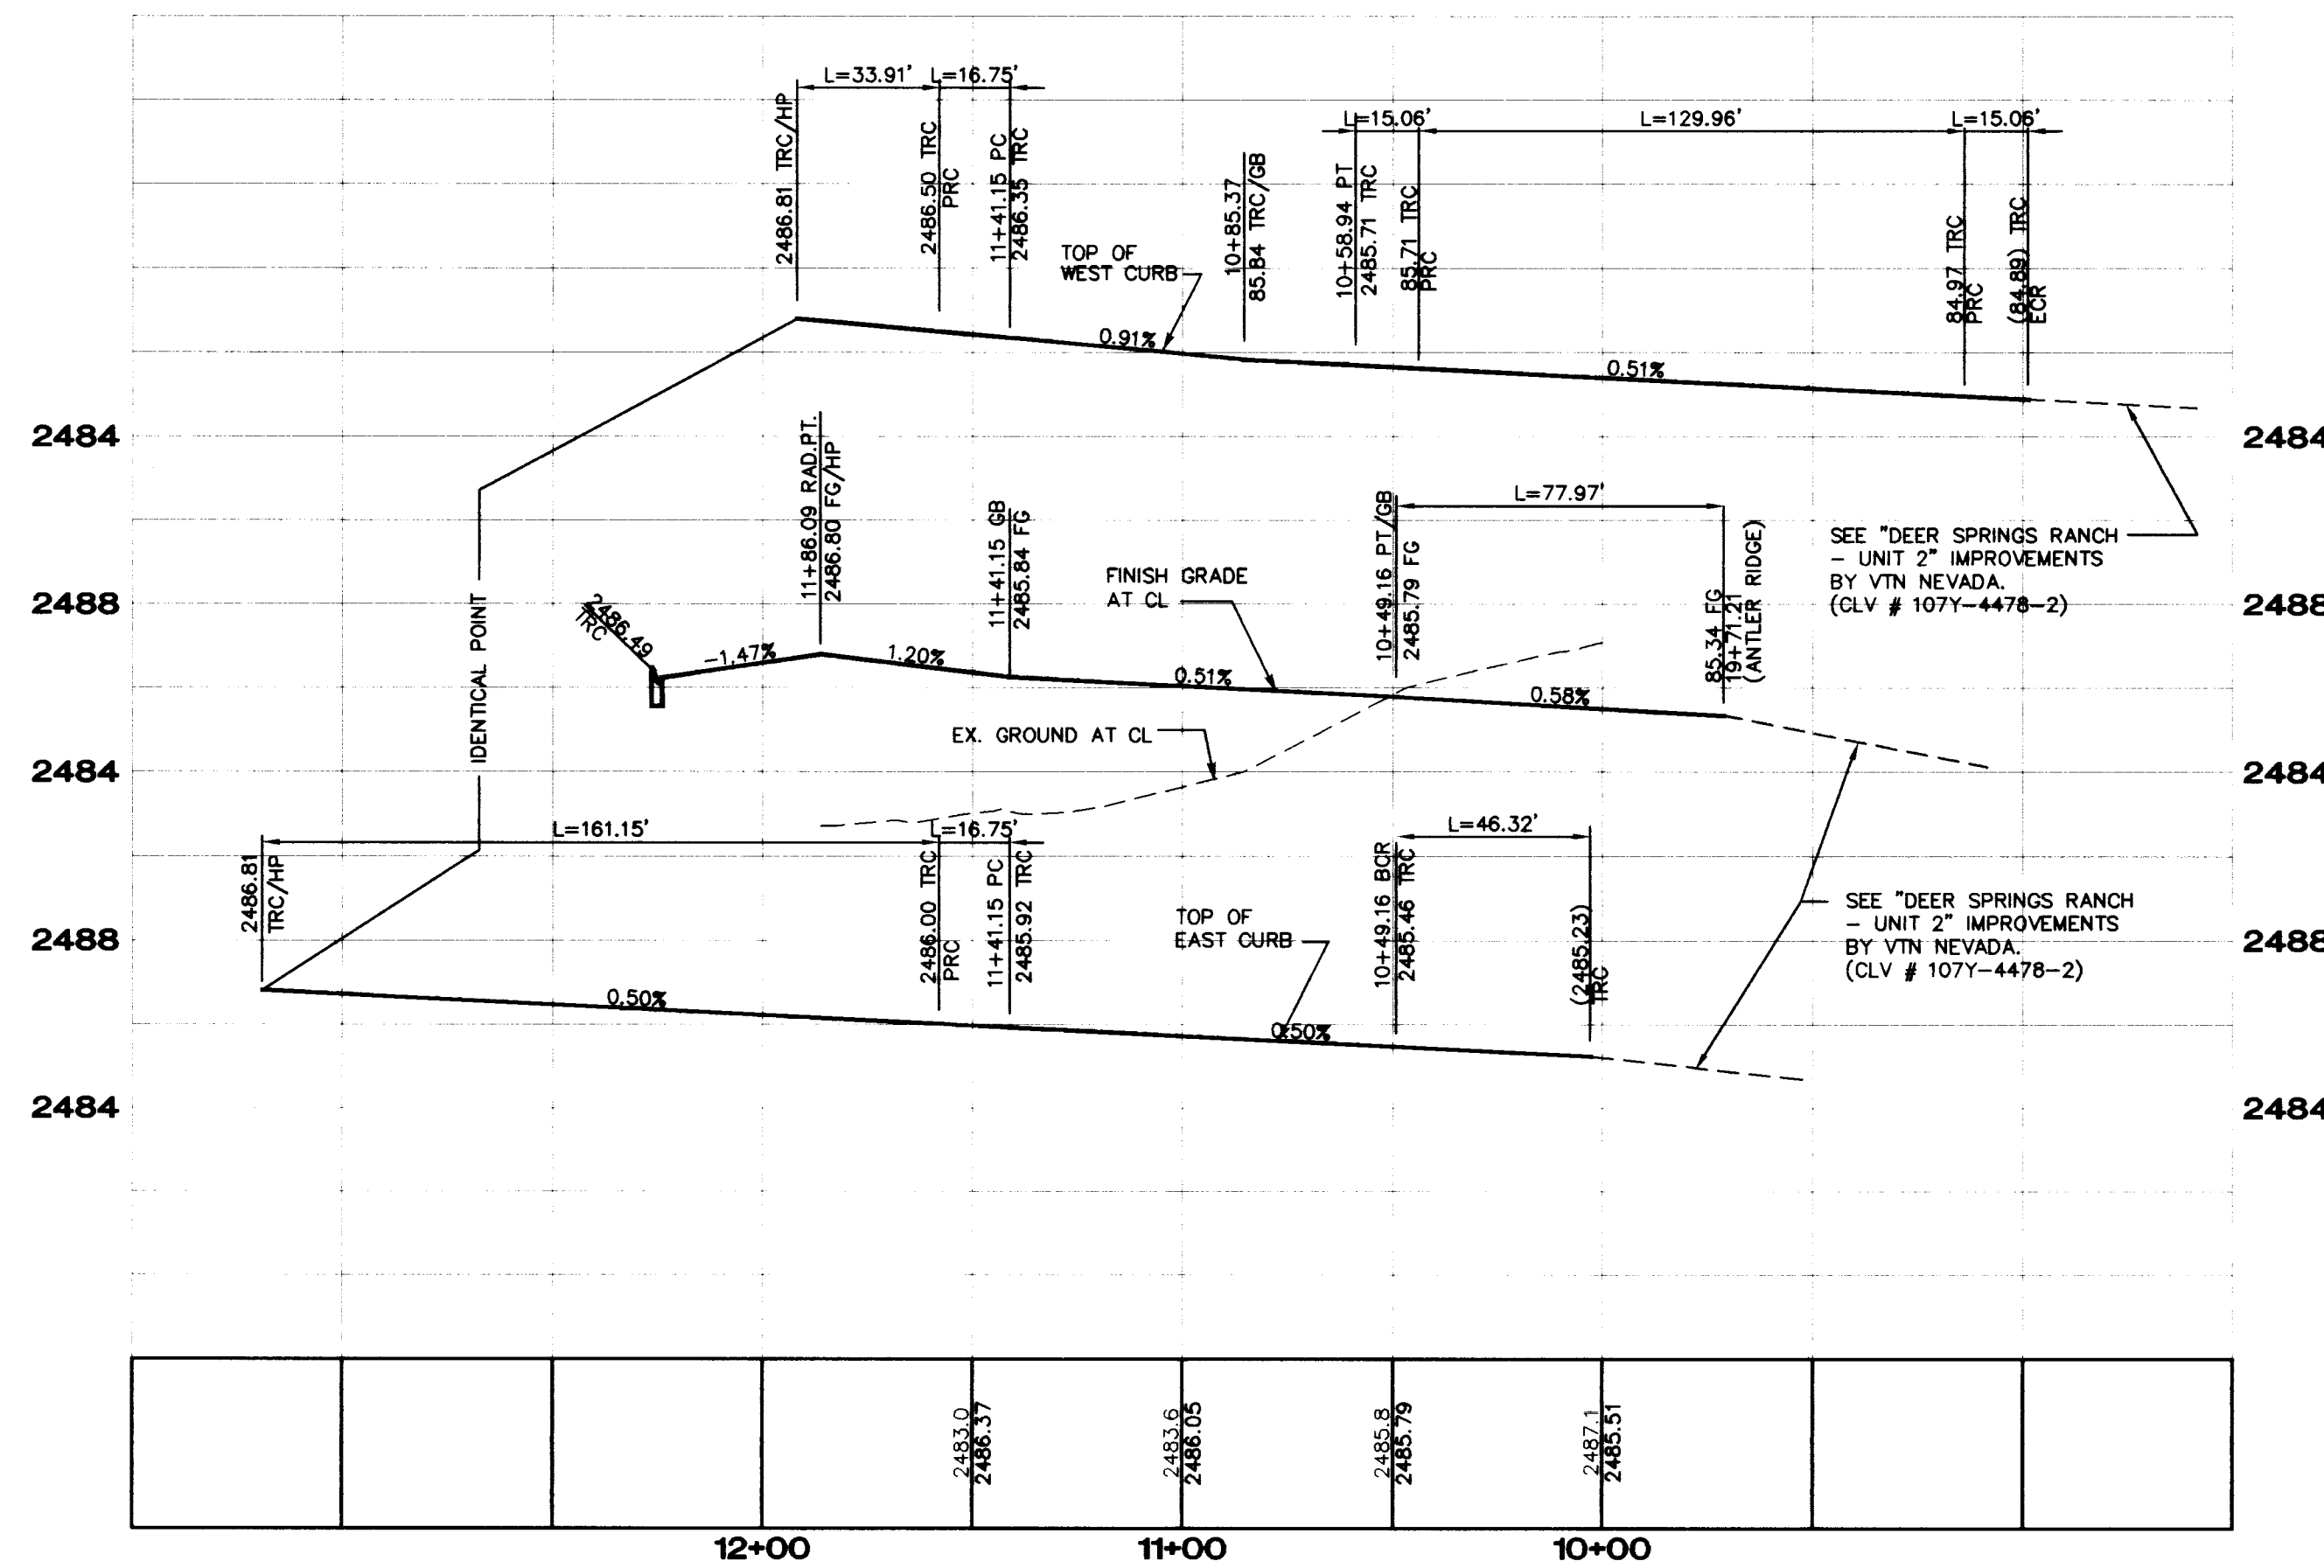 L=33.91'
L=16.75'
2486.81 TRC/HP
2486.50 TRC
PRC
11+41.15 PC
2486.35 TRC
TOP OF
WEST CURB
10+85.37
85.84 TRC/GB
L=15.06'
L=129.96'
L=15.06'
10+58.94 PT
2485.71 TRC
85.71 TRC
PRC
84.97 TRC
PRC
(84.89) TRC
ECR
0.91%
0.51%
2484
2484
SEE "DEER SPRINGS RANCH
- UNIT 2" IMPROVEMENTS
BY VTN NEVADA.
(CLV # 107Y-4478-2)
IDENTICAL POINT
2486.49
TRC
-1.47%
11+86.09 RAD.PT.
2486.80 FG/HP
1.20%
11+41.15 GB
2485.84 FG
FINISH GRADE
AT CL
0.51%
10+49.16 PT/GB
2485.79 FG
L=77.97'
0.58%
85.34 FG
19+71.21
(ANTLER RIDGE)
2488
2488
EX. GROUND AT CL
2484
2484
L=161.15'
L=16.75'
2486.81
TRC/HP
2486.00 TRC
PRC
11+41.15 PC
2485.92 TRC
TOP OF
EAST CURB
L=46.32'
10+49.16 BCR
2485.46 TRC
(2485.23)
TRC
SEE "DEER SPRINGS RANCH
- UNIT 2" IMPROVEMENTS
BY VTN NEVADA.
(CLV # 107Y-4478-2)
2488
2488
0.50%
0.50%
2484
2484
2483.0
2486.37
2483.6
2486.05
2485.8
2485.79
2487.1
2485.51
12+00
11+00
10+00